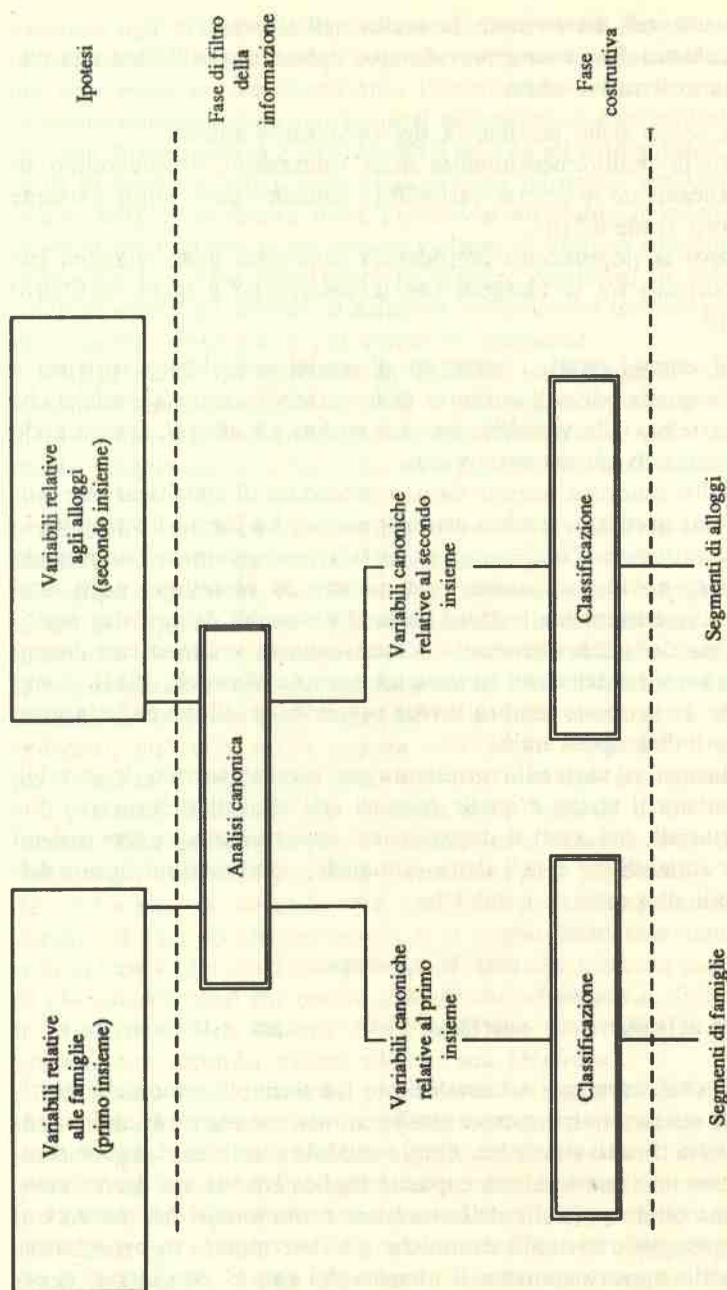 Variabili relative
alle famiglie
(primo insieme)
Variabili relative
agli alloggi
(secondo insieme)
Ipotesi
Analisi canonica
Fase di filtro
della
informazione
Variabili canoniche
relative al primo
insieme
Variabili canoniche
relative al secondo
insieme
Classificazione
Classificazione
Fase
costruttiva
Segmenti di famiglie
Segmenti di alloggi